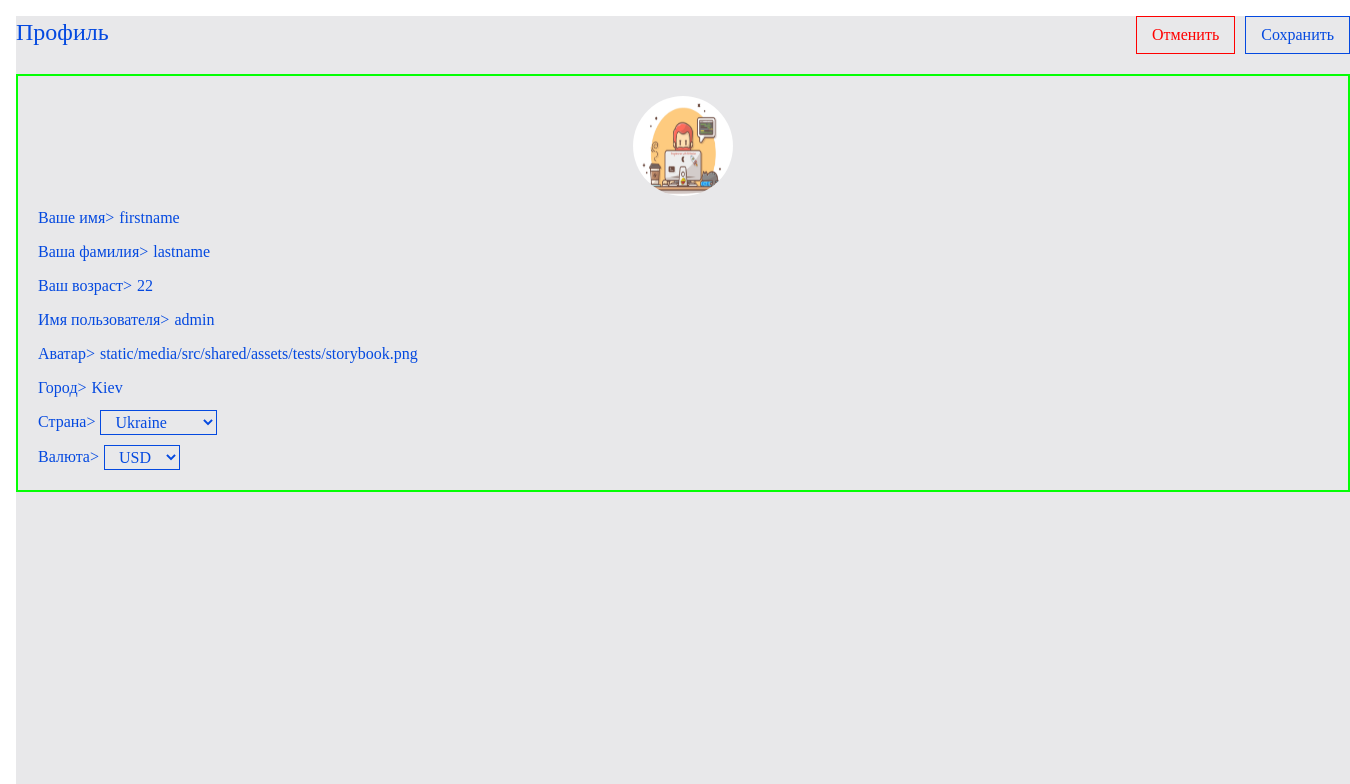 Профиль
Отменить
Сохранить
Ваше имя> firstname
Ваша фамилия> lastname
Ваш возраст> 22
Имя пользователя> admin
Аватар> static/media/src/shared/assets/tests/storybook.png
Город> Kiev
Страна> Ukraine
Валюта> USD